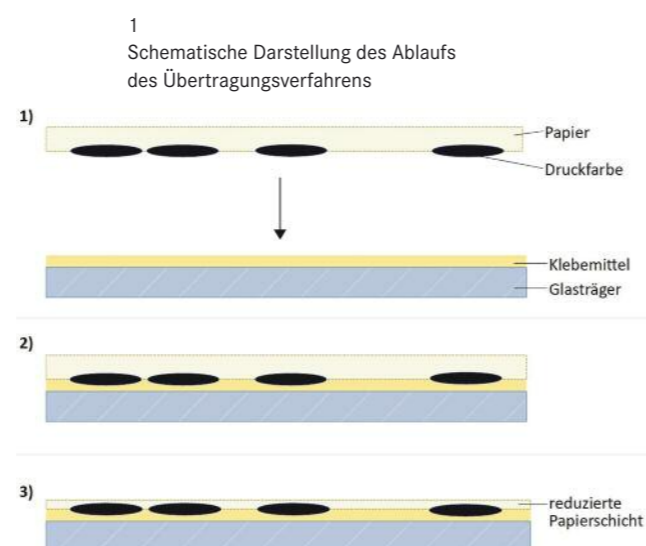 1
Schematische Darstellung des Ablaufs
des Übertragungsverfahrens
1)
Papier
Druckfarbe
Klebemittel
Glasträger
2)
3)
reduzierte
Papierschicht